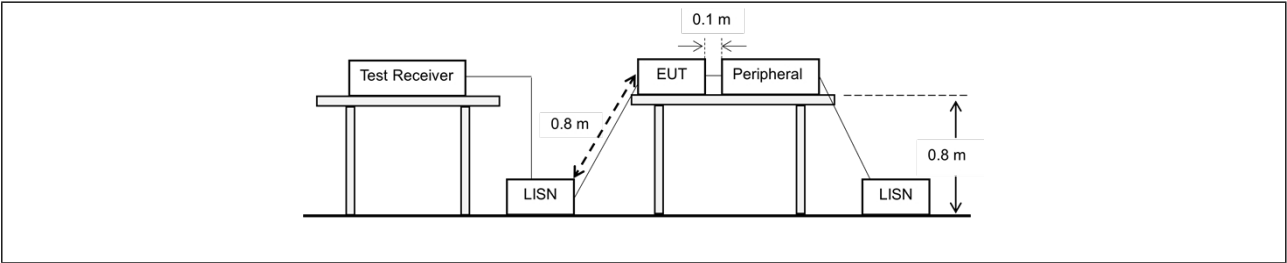 0.1 m
Test Receiver
EUT
Peripheral
0.8 m
0.8 m
LISN
LISN